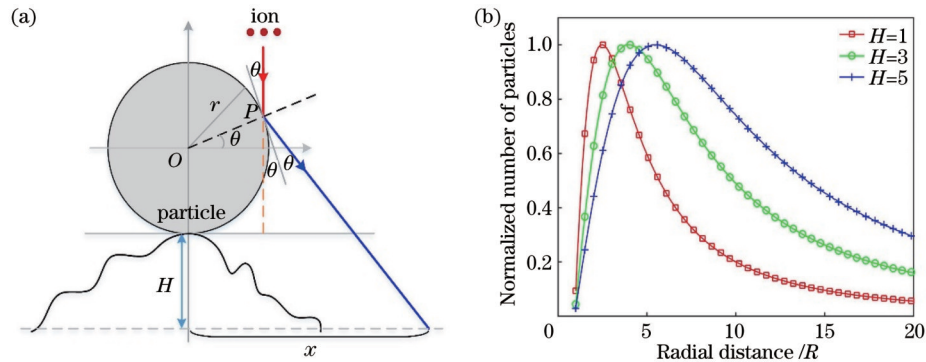 (a)
ion
θ
r
P
θ
O
θ
θ
particle
H
x
(b)
Normalized number of particles
1.0
0.8
0.6
0.4
0.2
0
5
10
15
20
Radial distance /R
H=1
H=3
H=5